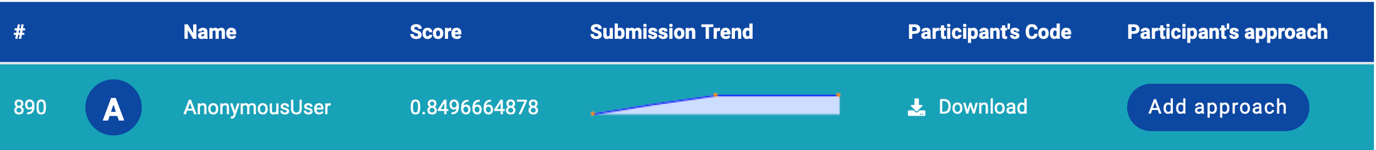 # Name Score Submission Trend Participant's Code Participant's approach
890 A AnonymousUser 0.8496664878 Download Add approach